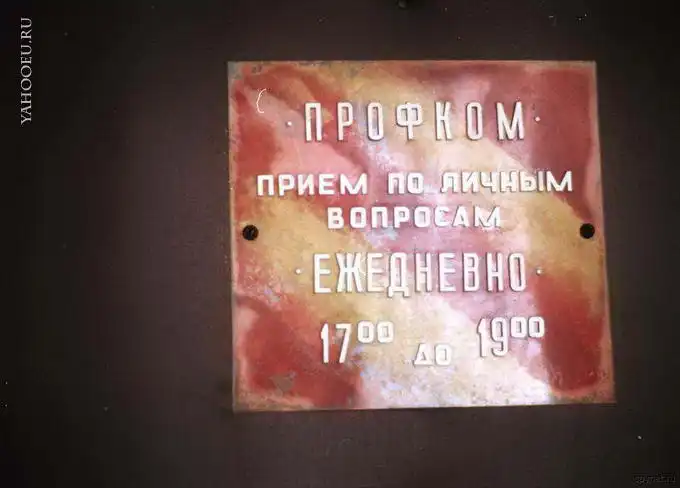 YAHOOEU.RU
· ПРОФКОМ ·
ПРИЕМ ПО ЛИЧНЫМ
ВОПРОСАМ
· ЕЖЕДНЕВНО ·
17⁰⁰ ДО 19⁰⁰